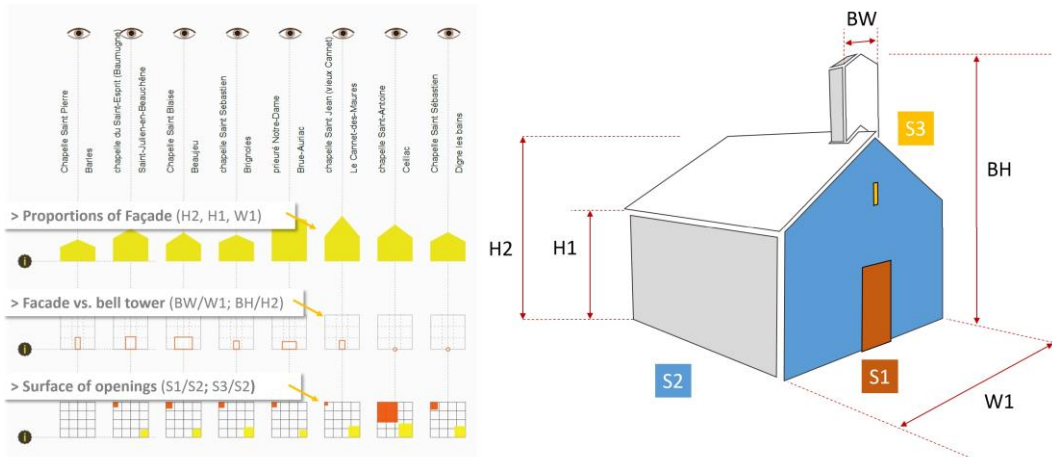 Chapelle Saint Pierre
Barles
chapelle du Saint-Esprit (Baumugne)
Saint-Julien-en-Beauchêne
Chapelle Saint Blaise
Beaujeu
chapelle Saint Sébastien
Brignoles
prieuré Notre-Dame
Brue-Auriac
chapelle Saint Jean (vieux Cannet)
Le Cannet-des-Maures
chapelle Saint-Antoine
Ceillac
Chapelle Saint Sébastien
Digne les bains
> Proportions of Façade (H2, H1, W1)
i
> Facade vs. bell tower (BW/W1; BH/H2)
i
> Surface of openings (S1/S2; S3/S2)
i
BW
S3
BH
H2
H1
S2
S1
W1